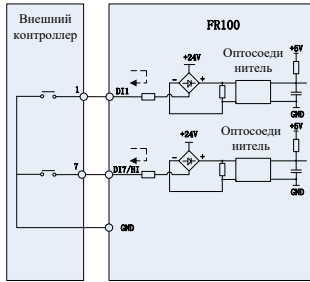 Внешний
контроллер
FR100
+24V
Оптосоеди
нитель
+5V
1
DI1
− +
GND
+24V
Оптосоеди
нитель
+5V
7
DI7/HI
− +
GND
GND